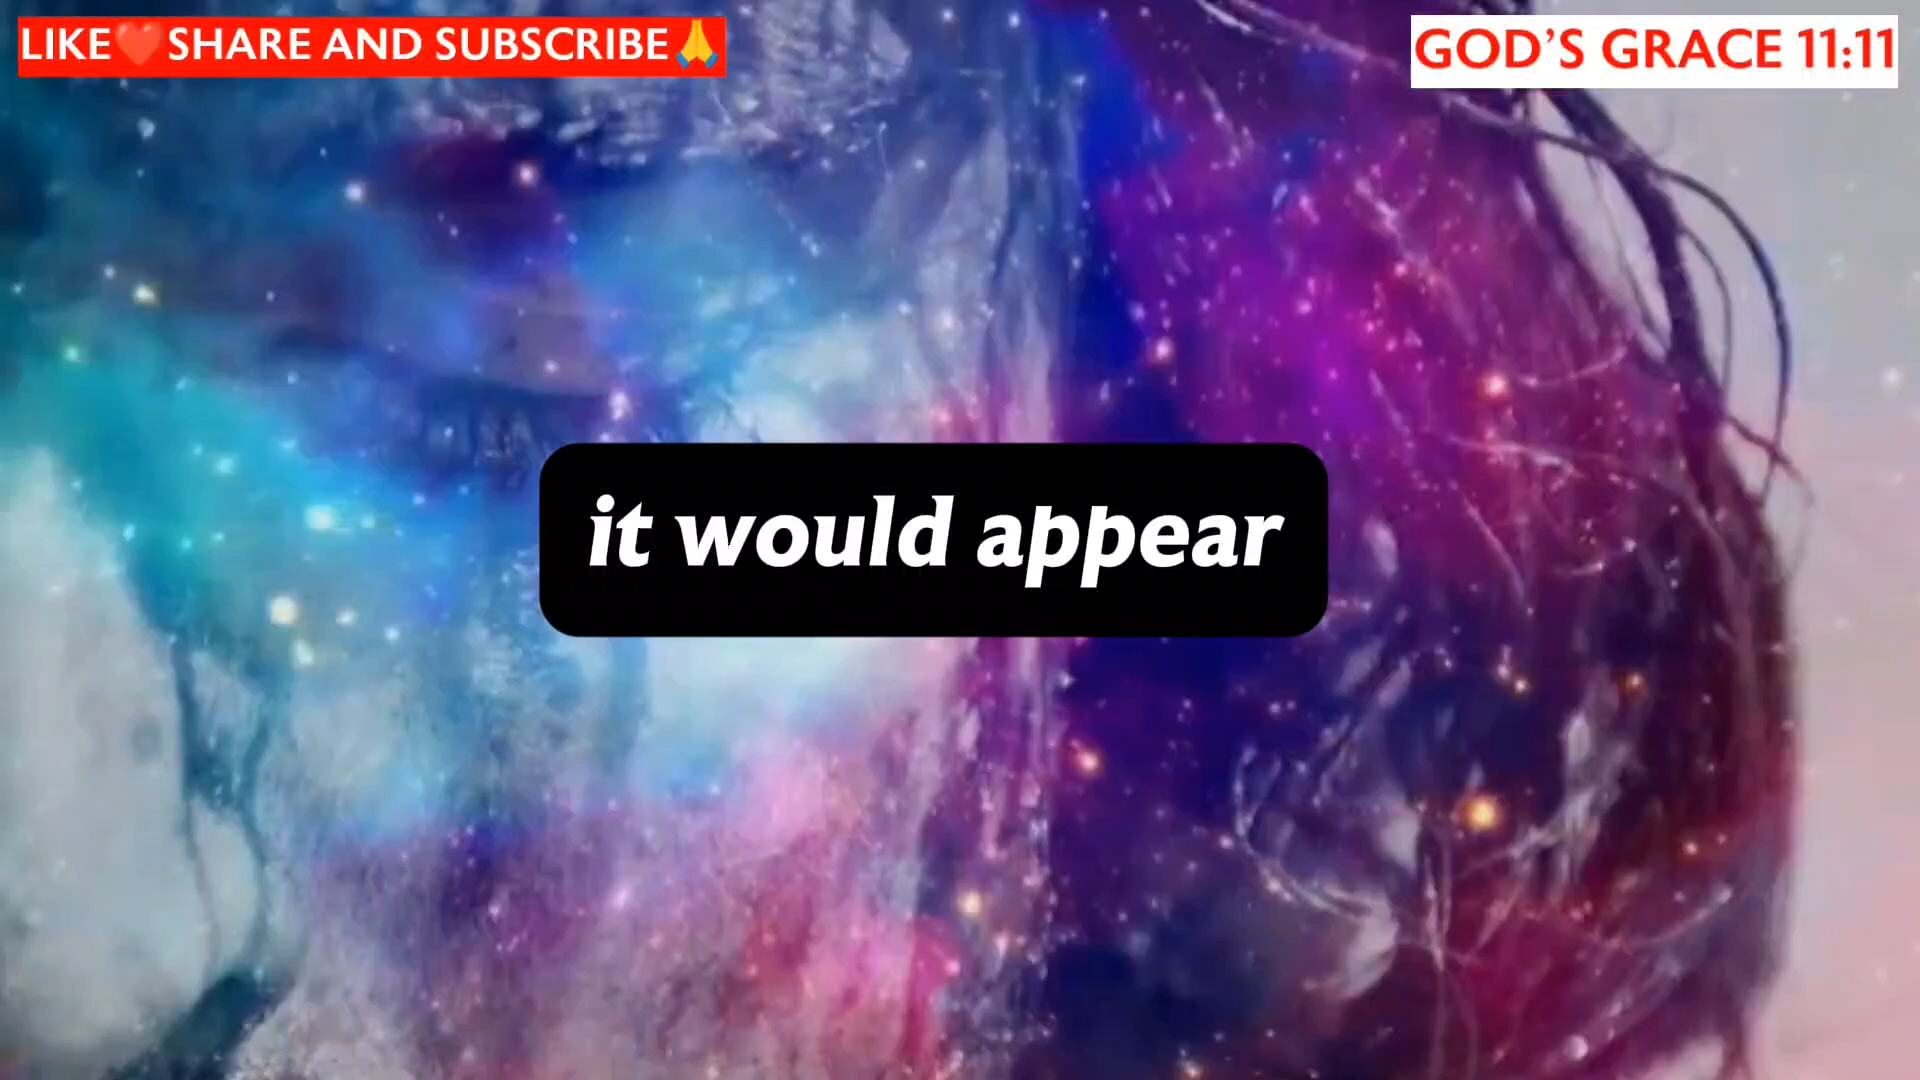 LIKE❤️SHARE AND SUBSCRIBE🙏
GOD’S GRACE 11:11
it would appear